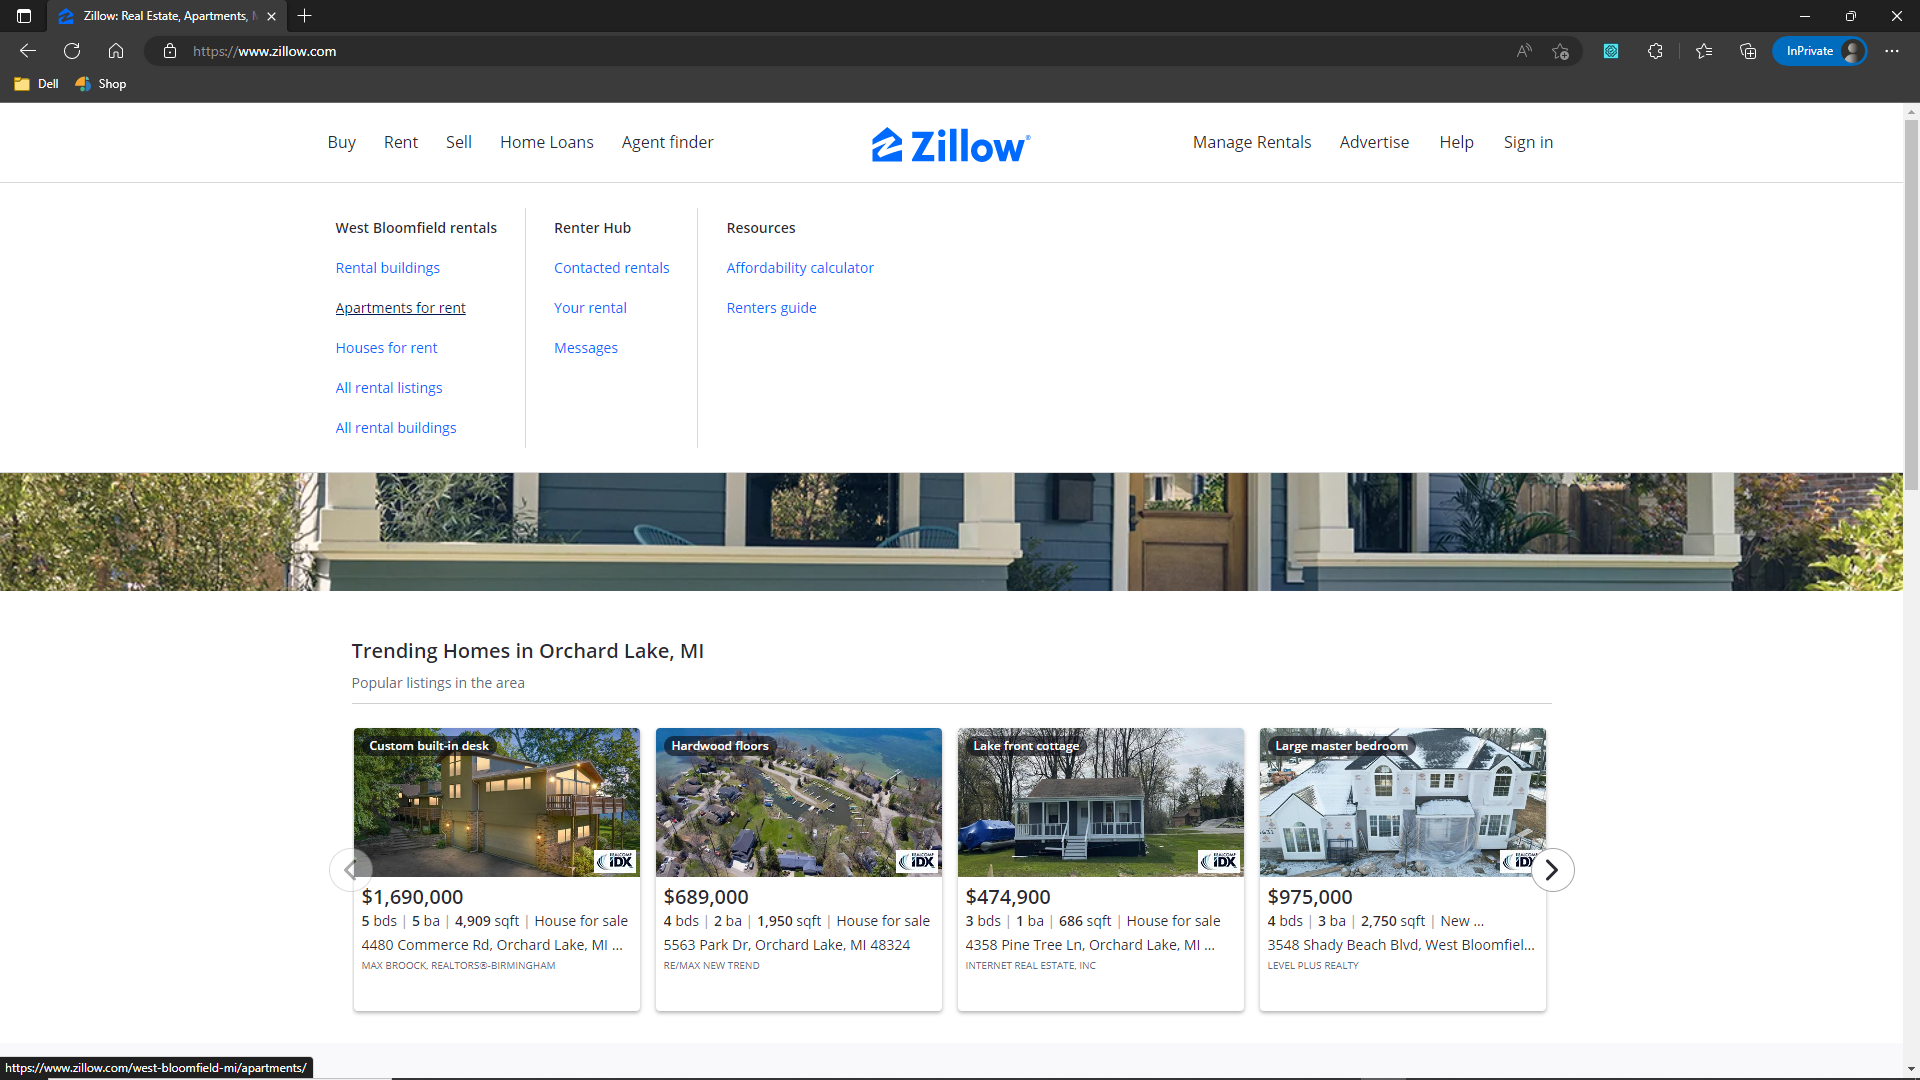 Zillow: Real Estate, Apartments, M
https://www.zillow.com
InPrivate
Dell
Shop
Buy
Rent
Sell
Home Loans
Agent finder
Zillow®
Manage Rentals
Advertise
Help
Sign in
West Bloomfield rentals
Rental buildings
Apartments for rent
Houses for rent
All rental listings
All rental buildings
Renter Hub
Contacted rentals
Your rental
Messages
Resources
Affordability calculator
Renters guide
Trending Homes in Orchard Lake, MI
Popular listings in the area
Custom built-in desk
REALCOMP
IDX
$1,690,000
5 bds | 5 ba | 4,909 sqft | House for sale
4480 Commerce Rd, Orchard Lake, MI ...
MAX BROOCK, REALTORS®-BIRMINGHAM
Hardwood floors
REALCOMP
IDX
$689,000
4 bds | 2 ba | 1,950 sqft | House for sale
5563 Park Dr, Orchard Lake, MI 48324
RE/MAX NEW TREND
Lake front cottage
REALCOMP
IDX
$474,900
3 bds | 1 ba | 686 sqft | House for sale
4358 Pine Tree Ln, Orchard Lake, MI ...
INTERNET REAL ESTATE, INC
Large master bedroom
IDX
$975,000
4 bds | 3 ba | 2,750 sqft | New ...
3548 Shady Beach Blvd, West Bloomfiel...
LEVEL PLUS REALTY
https://www.zillow.com/west-bloomfield-mi/apartments/